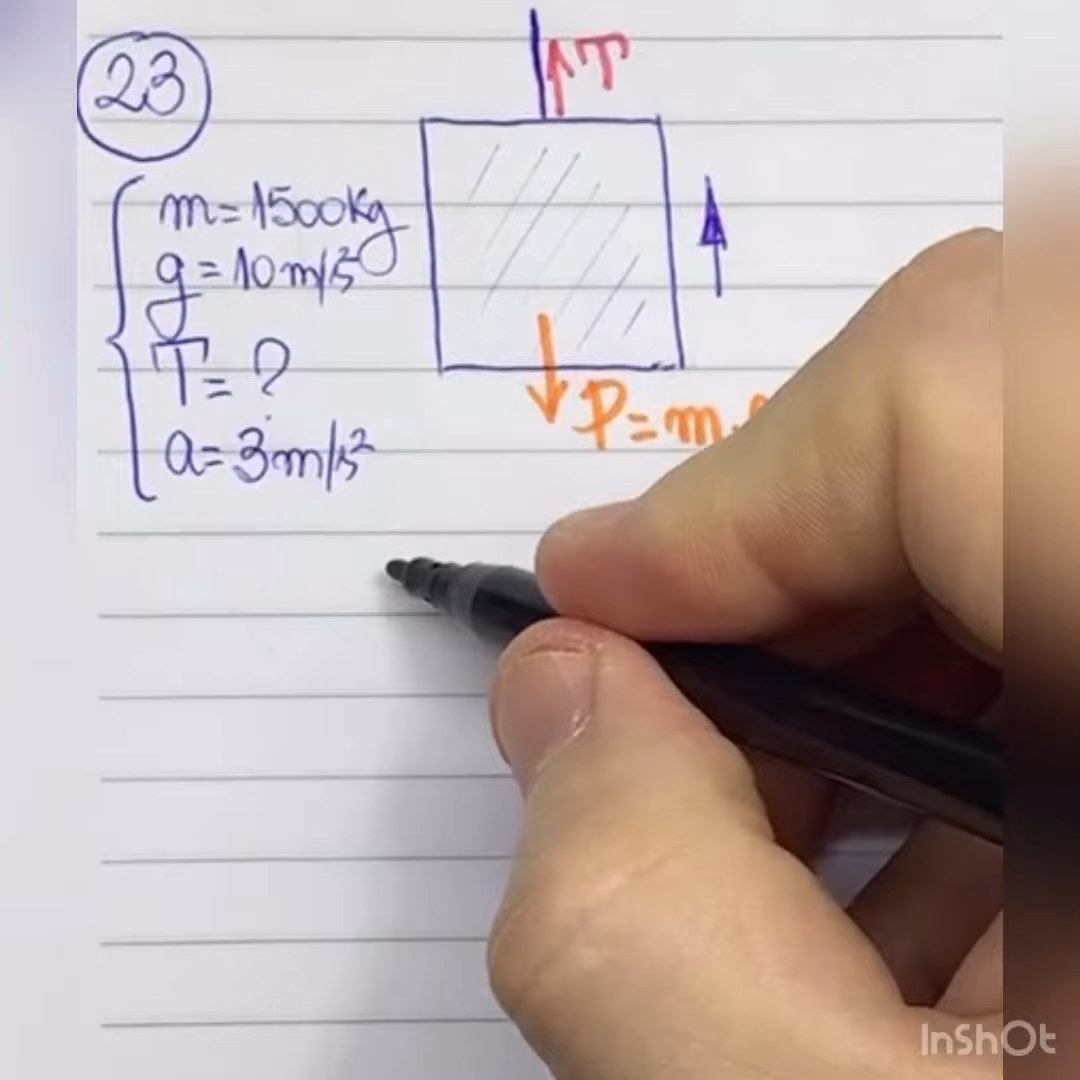 23
T
m=1500kg
g=10m/s²
T=?
a=3m/s²
P=m.
InShOt